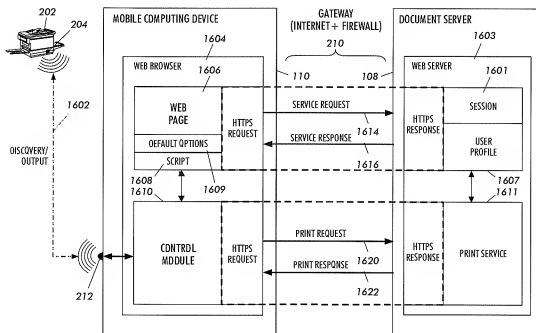 202
204
1602
DISCOVERY/
OUTPUT
212
MOBILE COMPUTING DEVICE
1604
WEB BROWSER
1606
WEB
PAGE
DEFAULT OPTIONS
SCRIPT
1608
1609
1610
CONTROL
MODULE
HTTPS
REQUEST
HTTPS
REQUEST
GATEWAY
(INTERNET + FIREWALL)
210
110
108
SERVICE REQUEST
1614
SERVICE RESPONSE
1616
PRINT REQUEST
1620
PRINT RESPONSE
1622
DOCUMENT SERVER
1603
WEB SERVER
1601
HTTPS
RESPONSE
SESSION
USER
PROFILE
1607
1611
HTTPS
RESPONSE
PRINT SERVICE